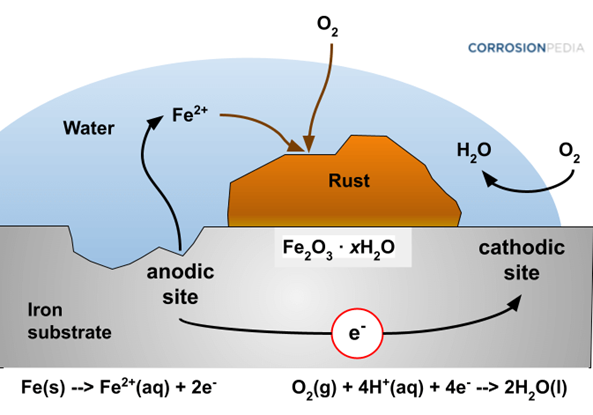 O₂
CORROSIONPEDIA
Water
Fe²⁺
H₂O
O₂
Rust
Fe₂O₃ · xH₂O
anodic
site
cathodic
site
Iron
substrate
e⁻
Fe(s) --> Fe²⁺(aq) + 2e⁻
O₂(g) + 4H⁺(aq) + 4e⁻ --> 2H₂O(l)